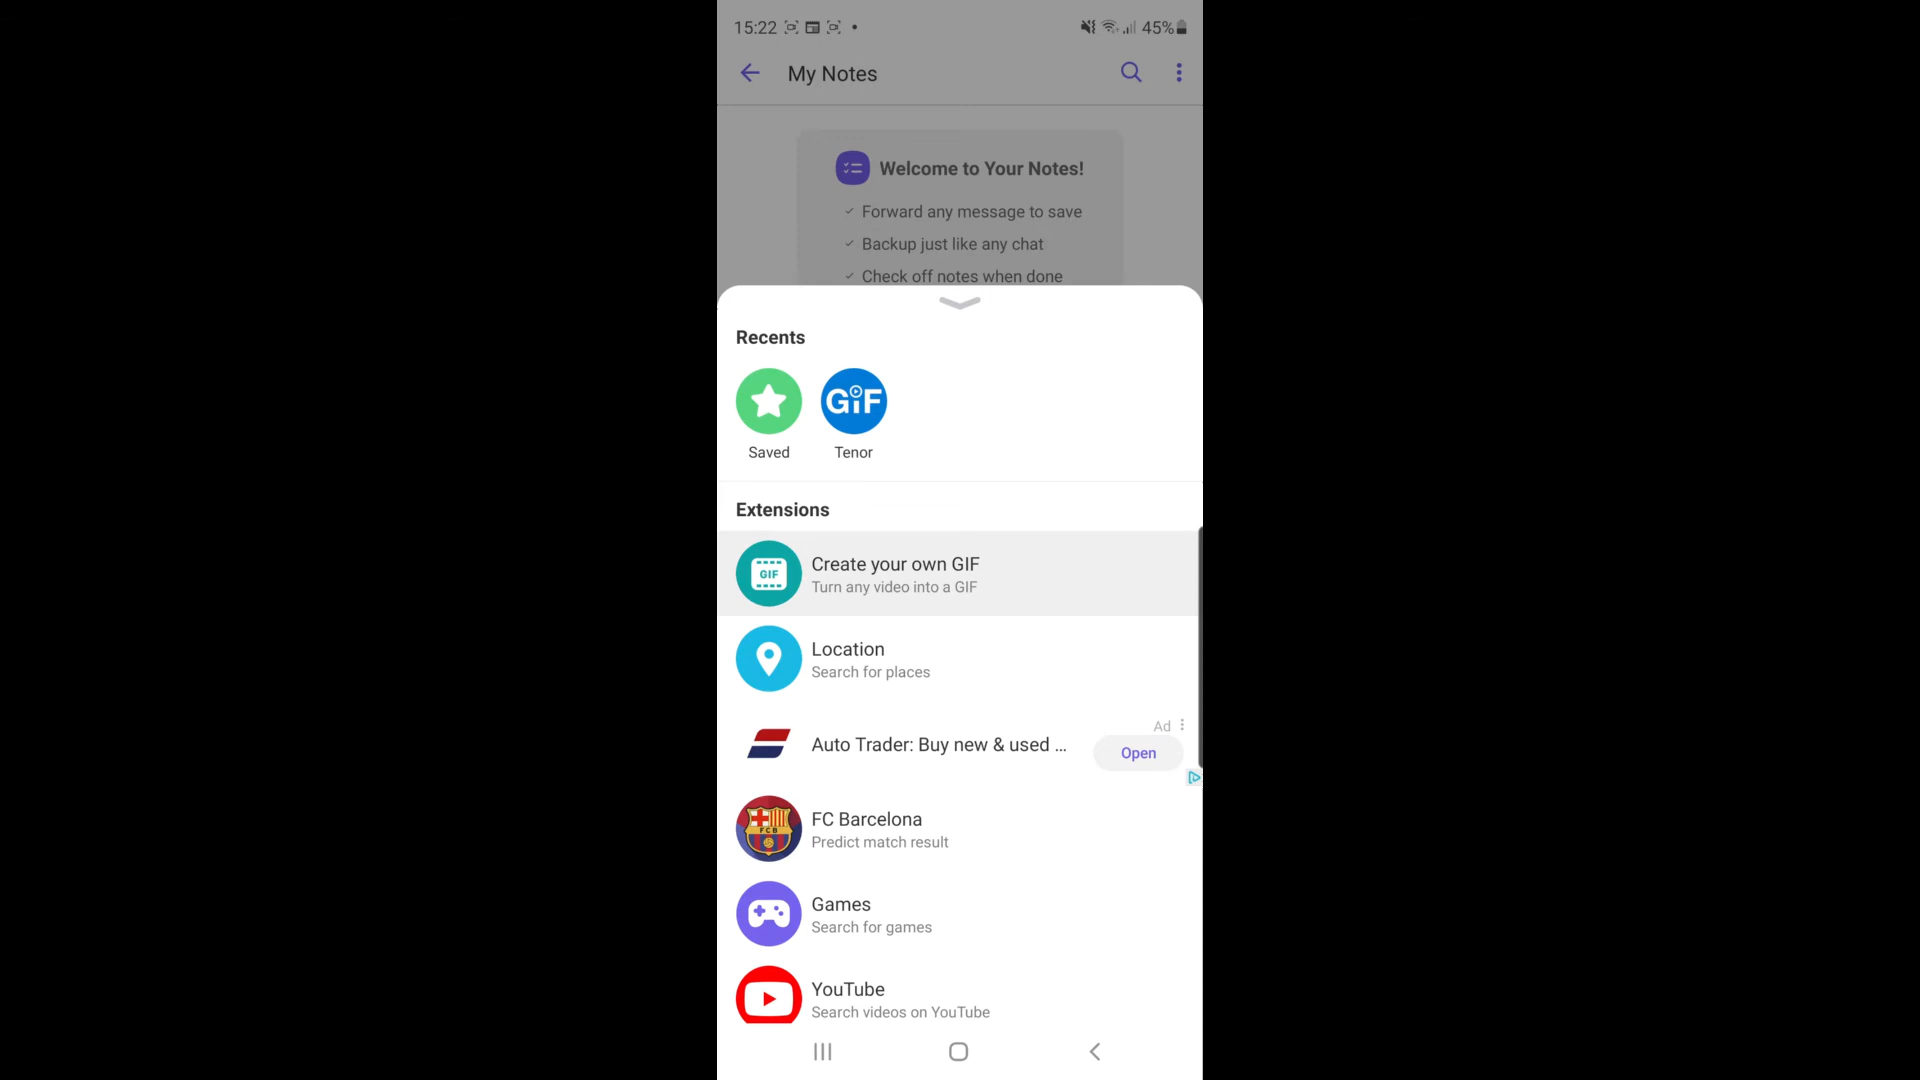 15:22
45%
My Notes
Welcome to Your Notes!
Forward any message to save
Backup just like any chat
Check off notes when done
Recents
GIF
Saved
Tenor
Extensions
GIF
Create your own GIF
Turn any video into a GIF
Location
Search for places
Ad
Auto Trader: Buy new & used ...
Open
FCB
FC Barcelona
Predict match result
Games
Search for games
YouTube
Search videos on YouTube